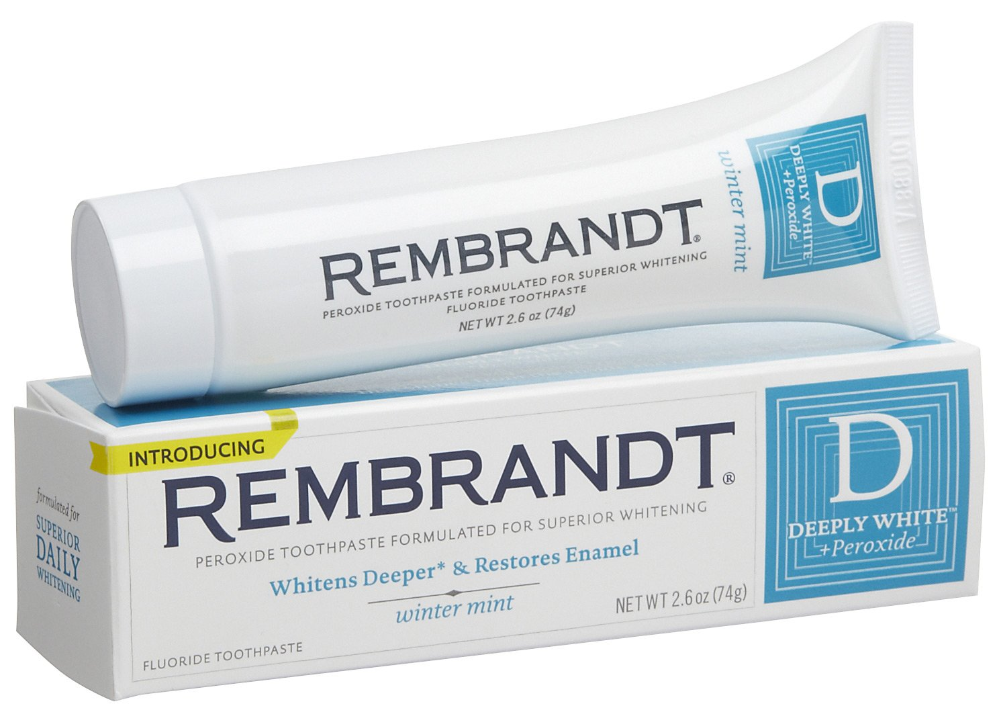 REMBRANDT®
PEROXIDE TOOTHPASTE FORMULATED FOR SUPERIOR WHITENING
FLUORIDE TOOTHPASTE
NET WT 2.6 oz (74g)
winter mint
D
DEEPLY WHITE™
+Peroxide
INTRODUCING
REMBRANDT®
PEROXIDE TOOTHPASTE FORMULATED FOR SUPERIOR WHITENING
Whitens Deeper* & Restores Enamel
winter mint
NET WT 2.6 oz (74g)
FLUORIDE TOOTHPASTE
D
DEEPLY WHITE™
+Peroxide
formulated for
SUPERIOR
DAILY
WHITENING